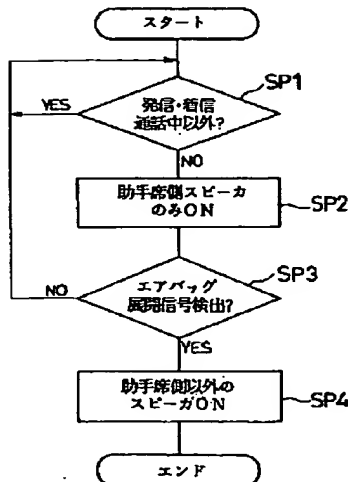 スタート
SP1
YES
発信・着信
通話中以外?
NO
助手席側スピーカ
のみON
SP2
SP3
NO
エアバッグ
展開信号検出?
YES
助手席側以外の
スピーカON
SP4
エンド